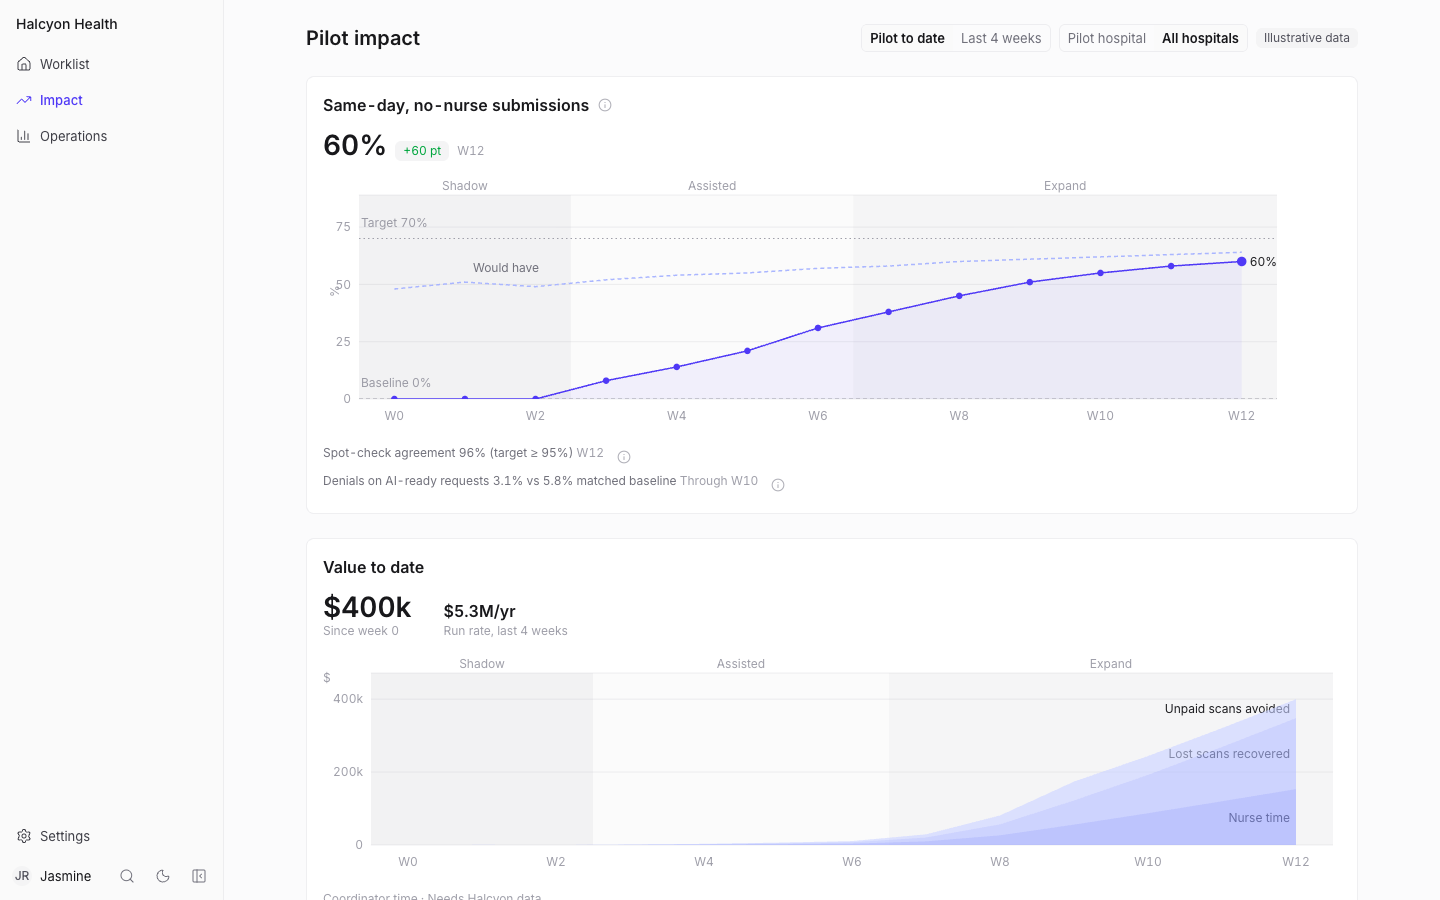 Halcyon Health
Worklist
Impact
Operations
Settings
JR Jasmine
Pilot impact
Pilot to date Last 4 weeks Pilot hospital All hospitals Illustrative data
Same-day, no-nurse submissions
60% +60 pt W12
Shadow Assisted Expand
Target 70%
75
Would have
%
50
60%
25
Baseline 0%
0
W0 W2 W4 W6 W8 W10 W12
Spot-check agreement 96% (target ≥ 95%) W12
Denials on AI-ready requests 3.1% vs 5.8% matched baseline Through W10
Value to date
$400k $5.3M/yr
Since week 0 Run rate, last 4 weeks
Shadow Assisted Expand
$
400k
Unpaid scans avoided
Lost scans recovered
200k
Nurse time
0
W0 W2 W4 W6 W8 W10 W12
Coordinator time · Needs Halcyon data